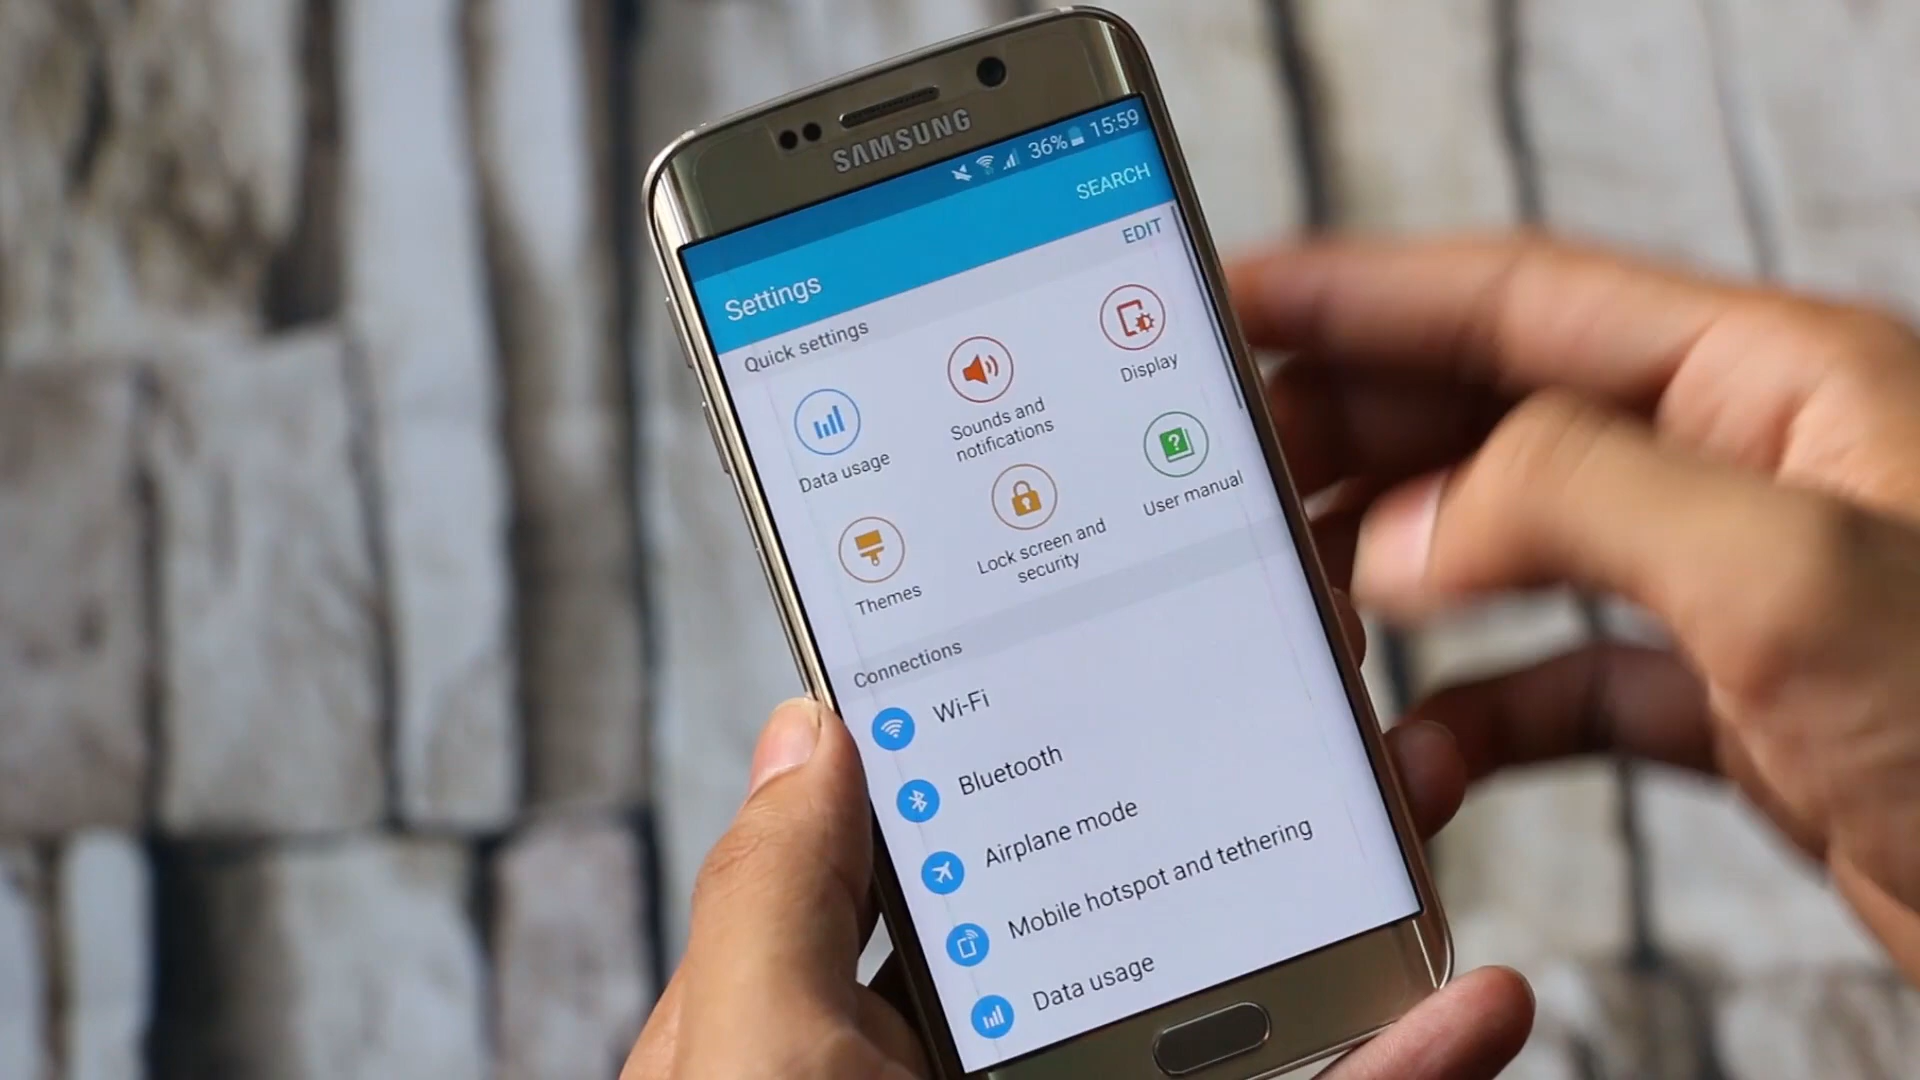 SAMSUNG
36% 15:59
SEARCH
Settings
EDIT
Quick settings
Data usage
Sounds and
notifications
Display
Themes
Lock screen and
security
User manual
Connections
Wi-Fi
Bluetooth
Airplane mode
Mobile hotspot and tethering
Data usage